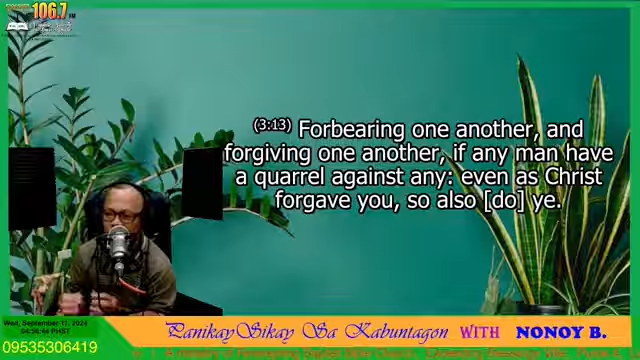 106.7 FM
(3:13) Forbearing one another, and
forgiving one another, if any man have
a quarrel against any: even as Christ
forgave you, so also [do] ye.
Wed, September 11, 2024
09535306419
PanikaySikay Sa Kabuntagon WITH NONOY B.